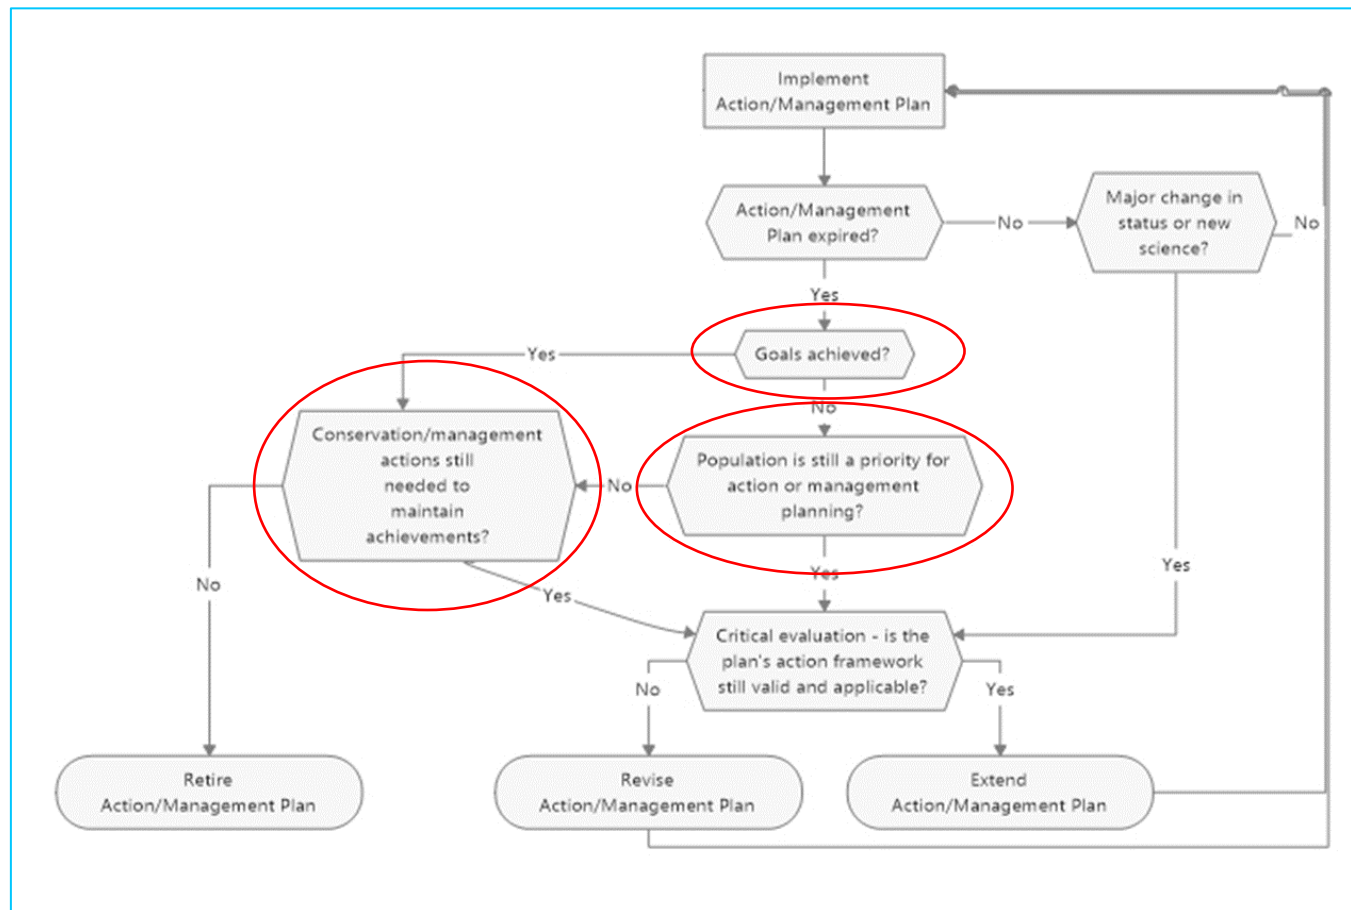 Implement
Action/Management Plan
Action/Management
Plan expired?
No
Major change in
status or new
science?
No
Yes
Goals achieved?
Yes
No
Conservation/management
actions still
needed to
maintain
achievements?
No
Population is still a priority for
action or management
planning?
No
Yes
Yes
Yes
Critical evaluation - is the
plan's action framework
still valid and applicable?
No
Yes
Retire
Action/Management Plan
Revise
Action/Management Plan
Extend
Action/Management Plan